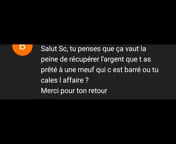 Salut Sc, tu penses que ça vaut la
peine de récupérer l'argent que t as
prêté à une meuf qui c est barré ou tu
cales l affaire ?
Merci pour ton retour